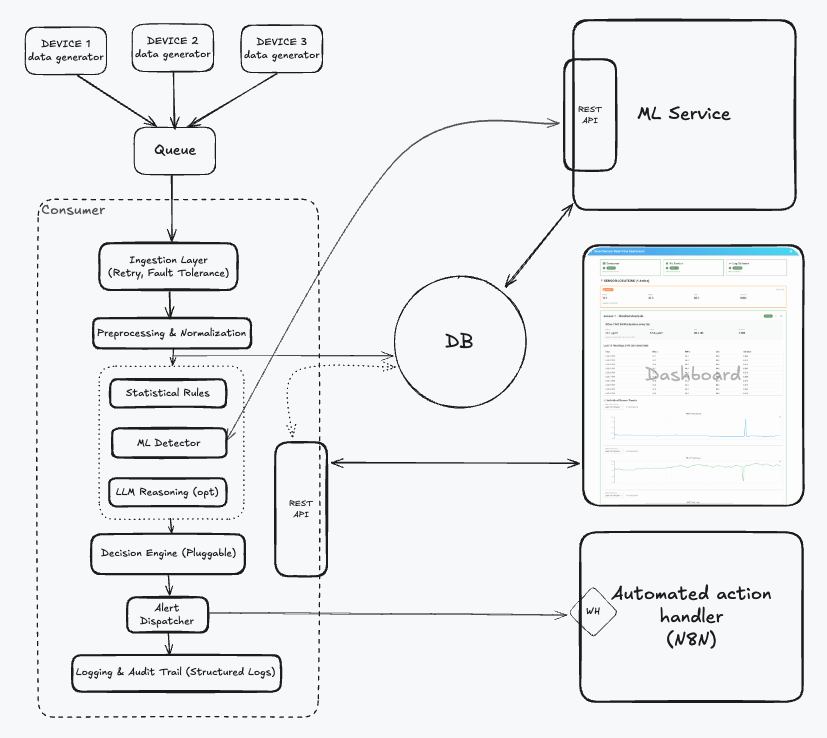 DEVICE 1
data generator
DEVICE 2
data generator
DEVICE 3
data generator
Queue
Consumer
Ingestion Layer
(Retry, Fault Tolerance)
Preprocessing & Normalization
Statistical Rules
ML Detector
LLM Reasoning (opt)
Decision Engine (Pluggable)
Alert
Dispatcher
Logging & Audit Trail (Structured Logs)
REST
API
DB
REST
API
ML Service
Dashboard
WH
Automated action
handler
(N8N)